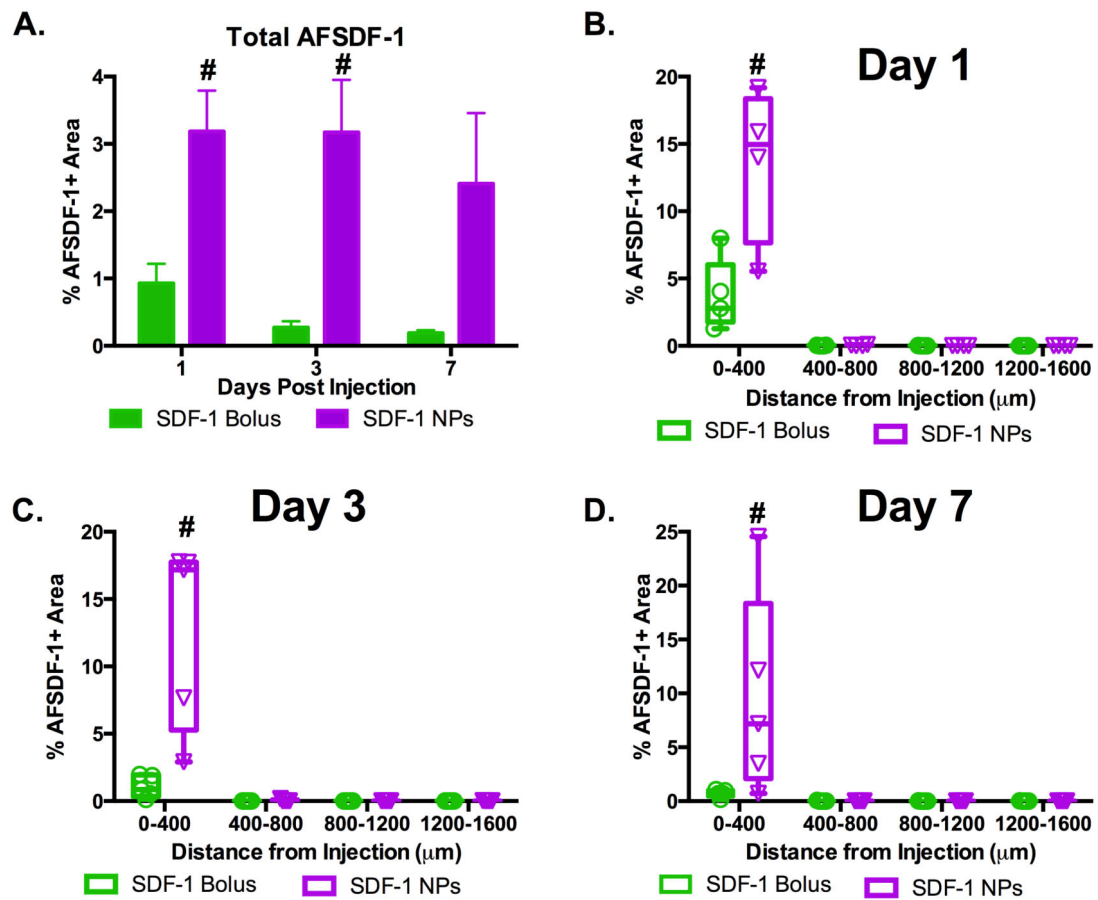 A.
Total AFSDF-1
% AFSDF-1+ Area
4
3
2
1
0
# #
1 3 7
Days Post Injection
SDF-1 Bolus SDF-1 NPs
B.
Day 1
% AFSDF-1+ Area
20
15
10
5
0
#
0-400 400-800 800-1200 1200-1600
Distance from Injection (μm)
SDF-1 Bolus SDF-1 NPs
C.
Day 3
% AFSDF-1+ Area
20
15
10
5
0
#
0-400 400-800 800-1200 1200-1600
Distance from Injection (μm)
SDF-1 Bolus SDF-1 NPs
D.
Day 7
% AFSDF-1+ Area
25
20
15
10
5
0
#
0-400 400-800 800-1200 1200-1600
Distance from Injection (μm)
SDF-1 Bolus SDF-1 NPs